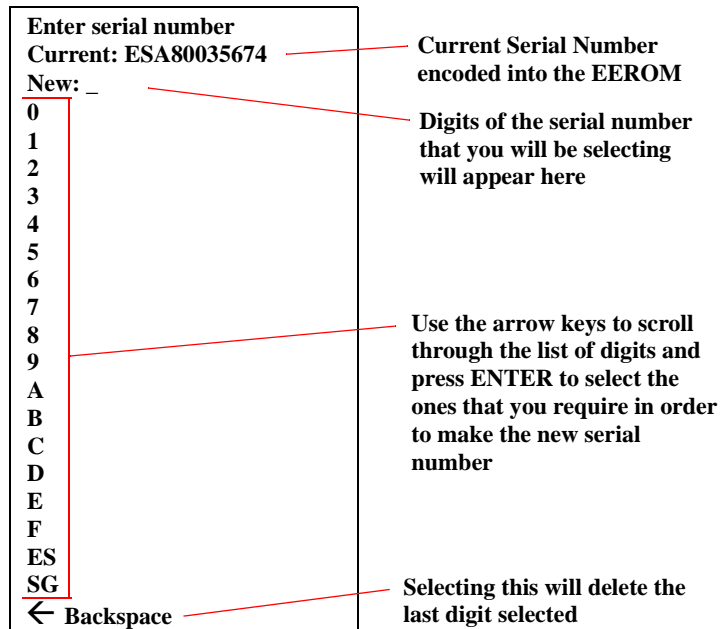 Enter serial number
Current: ESA80035674
New: _
0
1
2
3
4
5
6
7
8
9
A
B
C
D
E
F
ES
SG
← Backspace
Current Serial Number
encoded into the EEROM
Digits of the serial number
that you will be selecting
will appear here
Use the arrow keys to scroll
through the list of digits and
press ENTER to select the
ones that you require in order
to make the new serial
number
Selecting this will delete the
last digit selected